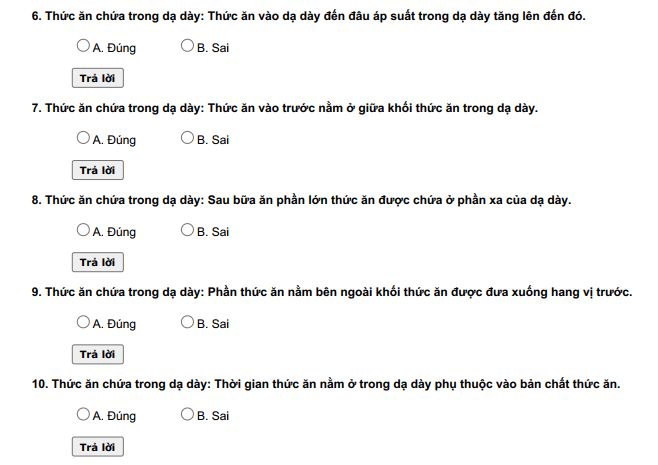 6. Thức ăn chứa trong dạ dày: Thức ăn vào dạ dày đến đâu áp suất trong dạ dày tăng lên đến đó.
A. Đúng B. Sai
Trả lời
7. Thức ăn chứa trong dạ dày: Thức ăn vào trước nằm ở giữa khối thức ăn trong dạ dày.
A. Đúng B. Sai
Trả lời
8. Thức ăn chứa trong dạ dày: Sau bữa ăn phần lớn thức ăn được chứa ở phần xa của dạ dày.
A. Đúng B. Sai
Trả lời
9. Thức ăn chứa trong dạ dày: Phần thức ăn nằm bên ngoài khối thức ăn được đưa xuống hang vị trước.
A. Đúng B. Sai
Trả lời
10. Thức ăn chứa trong dạ dày: Thời gian thức ăn nằm ở trong dạ dày phụ thuộc vào bản chất thức ăn.
A. Đúng B. Sai
Trả lời